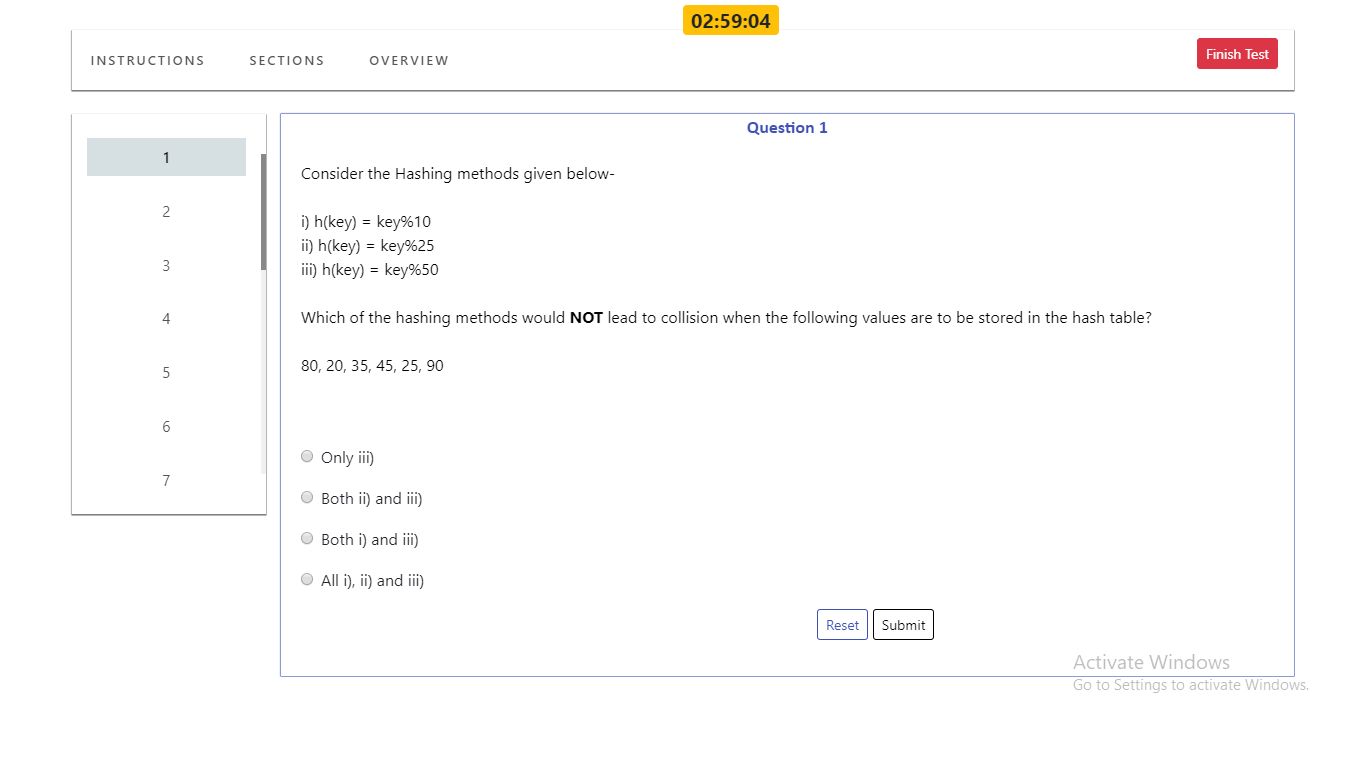 02:59:04
INSTRUCTIONS SECTIONS OVERVIEW
Finish Test
1
2
3
4
5
6
7
Question 1
Consider the Hashing methods given below-
i) h(key) = key%10
ii) h(key) = key%25
iii) h(key) = key%50
Which of the hashing methods would NOT lead to collision when the following values are to be stored in the hash table?
80, 20, 35, 45, 25, 90
Only iii)
Both ii) and iii)
Both i) and iii)
All i), ii) and iii)
Reset Submit
Activate Windows
Go to Settings to activate Windows.